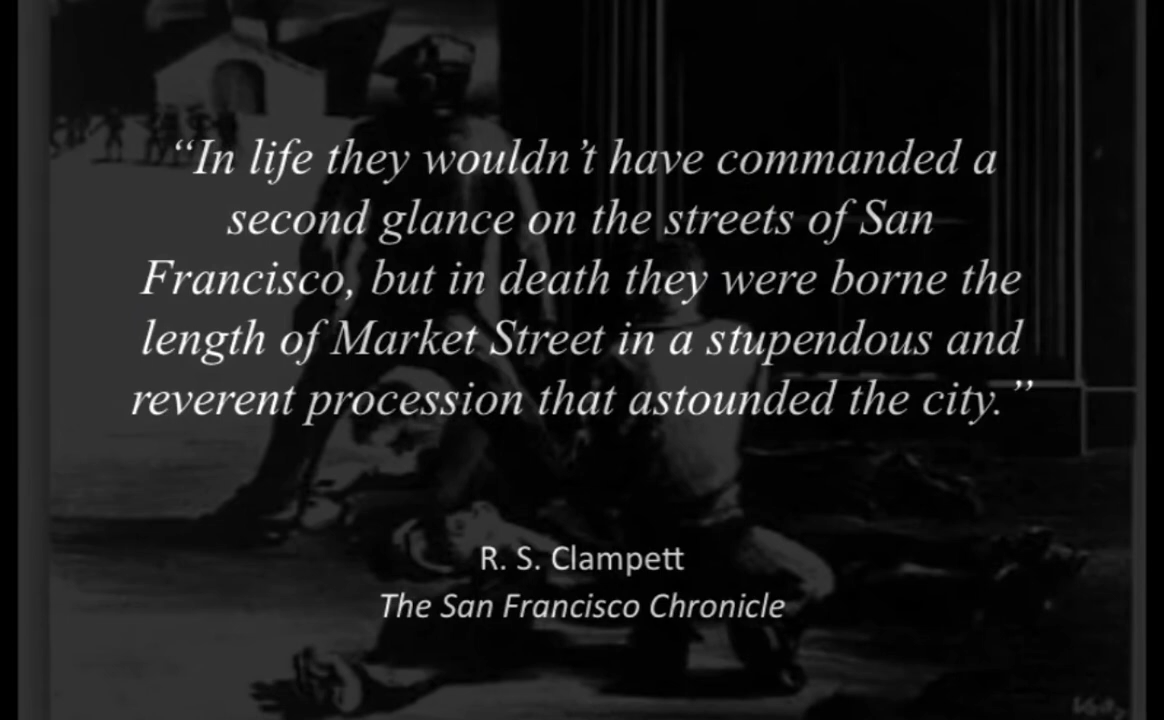 “In life they wouldn’t have commanded a
second glance on the streets of San
Francisco, but in death they were borne the
length of Market Street in a stupendous and
reverent procession that astounded the city.”
R. S. Clampett
The San Francisco Chronicle